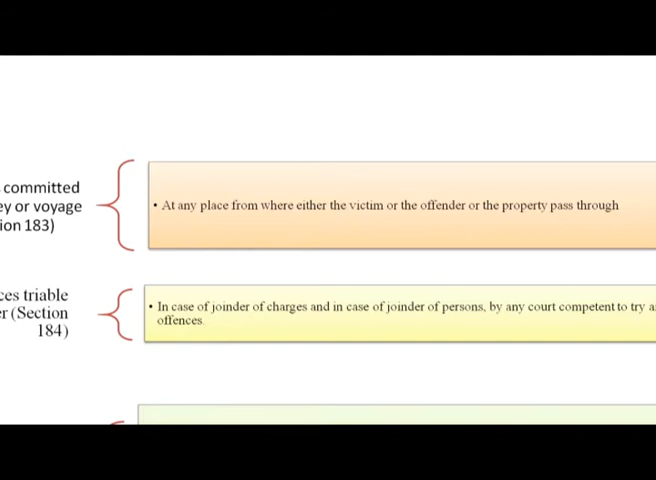 committed
ey or voyage
ion 183)
• At any place from where either the victim or the offender or the property pass through
ces triable
r (Section
184)
• In case of joinder of charges and in case of joinder of persons, by any court competent to try a
offences